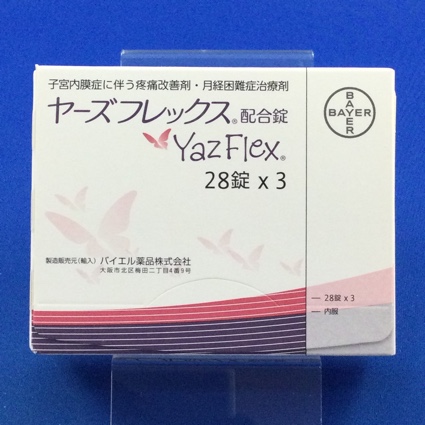 子宮内膜症に伴う疼痛改善剤・月経困難症治療剤
ヤーズフレックス® 配合錠
YazFlex®
28錠 x 3
BAYER
BAYER
製造販売元(輸入) バイエル薬品株式会社
大阪市北区梅田二丁目4番9号
28錠 x 3
内服